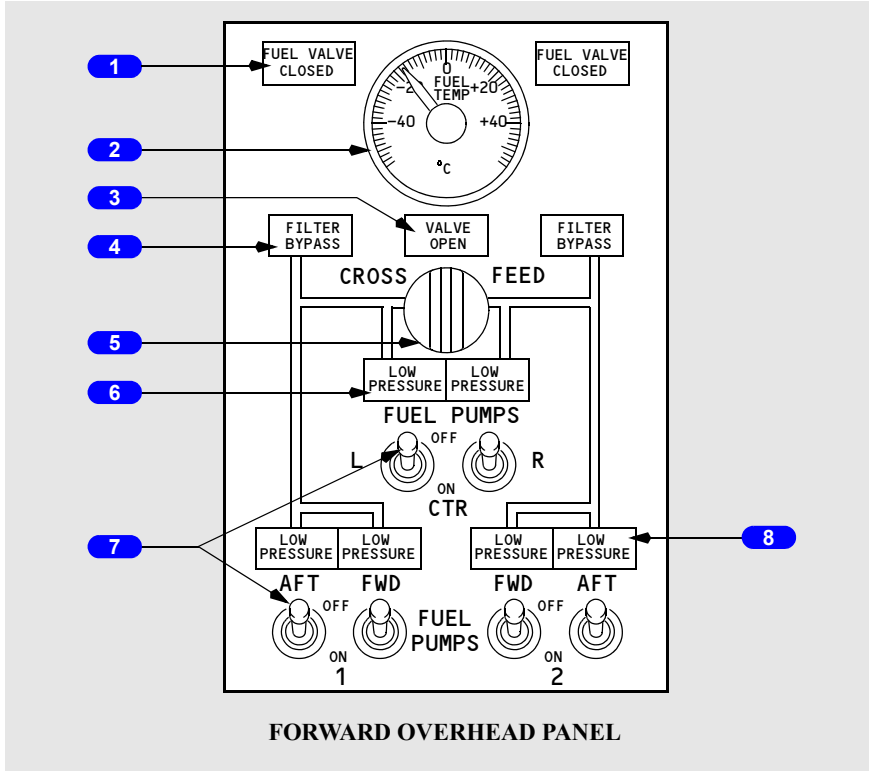 1
FUEL VALVE
CLOSED
FUEL VALVE
CLOSED
0
-20
FUEL
TEMP
+20
-40
+40
°C
2
3
4
FILTER
BYPASS
VALVE
OPEN
FILTER
BYPASS
CROSS
FEED
5
6
LOW
PRESSURE
LOW
PRESSURE
FUEL PUMPS
OFF
L
R
ON
CTR
7
LOW
PRESSURE
LOW
PRESSURE
LOW
PRESSURE
LOW
PRESSURE
8
AFT
FWD
FWD
AFT
OFF
OFF
FUEL
PUMPS
ON
1
ON
2
FORWARD OVERHEAD PANEL